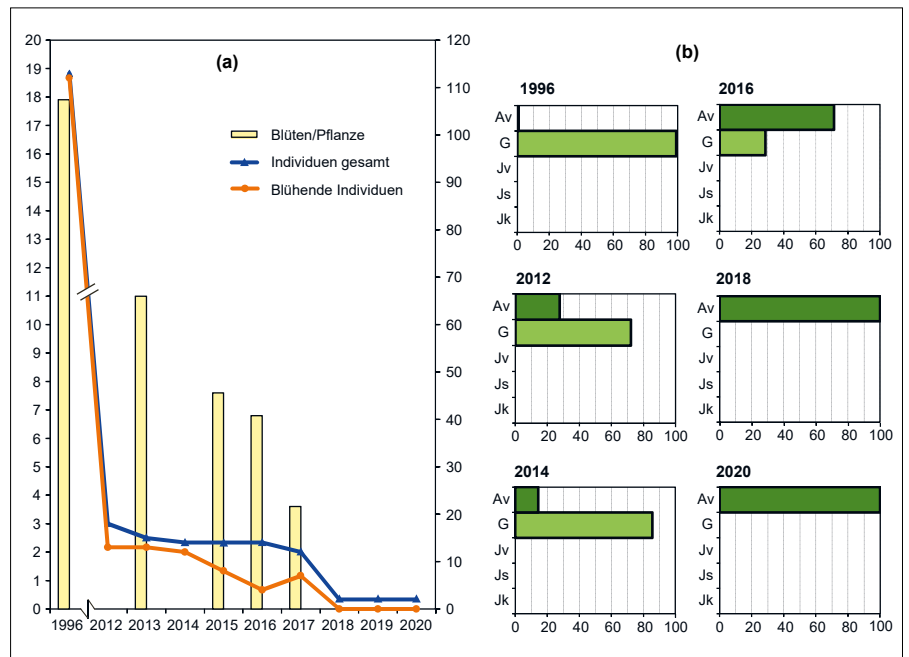 (a)
20
19
18
17
16
15
14
13
12
11
10
9
8
7
6
5
4
3
2
1
0
120
110
100
90
80
70
60
50
40
30
20
10
0
Blüten/Pflanze
Individuen gesamt
Blühende Individuen
1996 2012 2013 2014 2015 2016 2017 2018 2019 2020
(b)
1996
Av
G
Jv
Js
Jk
0 20 40 60 80 100
2016
Av
G
Jv
Js
Jk
0 20 40 60 80 100
2012
Av
G
Jv
Js
Jk
0 20 40 60 80 100
2018
Av
G
Jv
Js
Jk
0 20 40 60 80 100
2014
Av
G
Jv
Js
Jk
0 20 40 60 80 100
2020
Av
G
Jv
Js
Jk
0 20 40 60 80 100